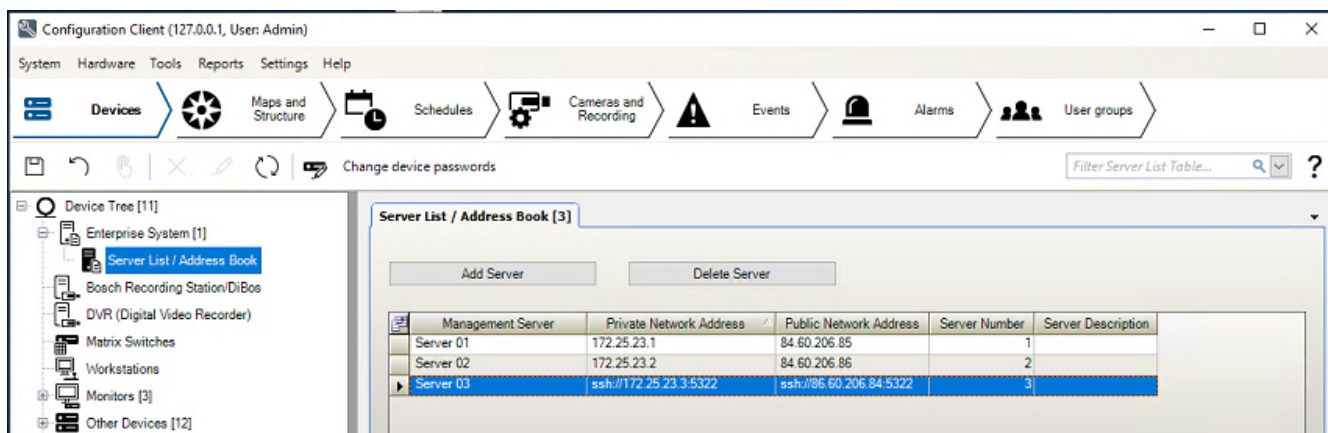 Configuration Client (127.0.0.1, User: Admin)
System Hardware Tools Reports Settings Help
Devices Maps and Structure Schedules Cameras and Recording Events Alarms User groups
Change device passwords Filter Server List Table... ?
Device Tree [11]
Enterprise System [1]
Server List / Address Book
Bosch Recording Station/DiBos
DVR (Digital Video Recorder)
Matrix Switches
Workstations
Monitors [3]
Other Devices [12]
Server List / Address Book [3]
Add Server Delete Server
Management Server Private Network Address Public Network Address Server Number Server Description
Server 01 172.25.23.1 84.60.206.85 1
Server 02 172.25.23.2 84.60.206.86 2
Server 03 ssh://172.25.23.3:5322 ssh://86.60.206.84:5322 3